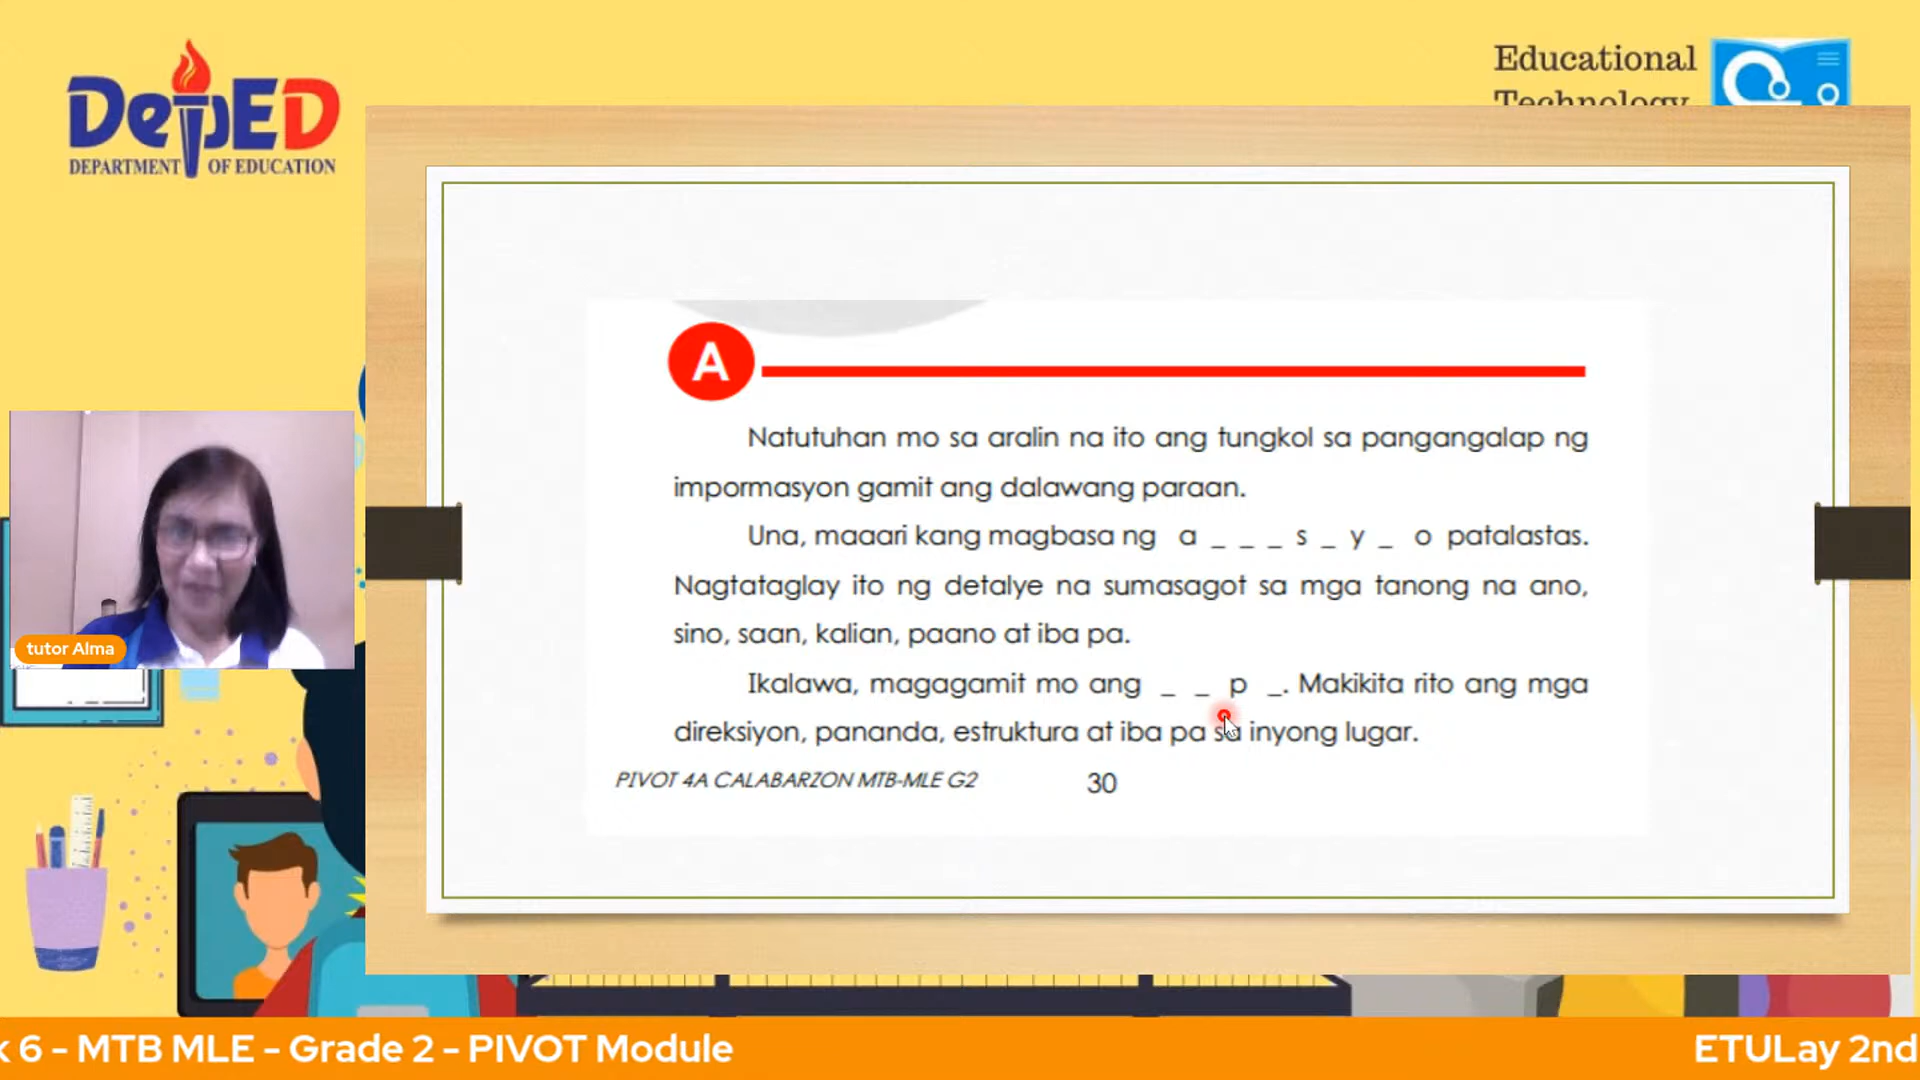 DepED
DEPARTMENT OF EDUCATION
Educational
Technology
A
Natutuhan mo sa aralin na ito ang tungkol sa pangangalap ng
impormasyon gamit ang dalawang paraan.
Una, maaari kang magbasa ng a _ _ _ s _ y _ o patalastas.
Nagtataglay ito ng detalye na sumasagot sa mga tanong na ano,
sino, saan, kalian, paano at iba pa.
Ikalawa, magagamit mo ang _ _ p _. Makikita rito ang mga
direksiyon, pananda, estruktura at iba pa sa inyong lugar.
PIVOT 4A CALABARZON MTB-MLE G2 30
tutor Alma
k 6 - MTB MLE - Grade 2 - PIVOT Module
ETULay 2nd